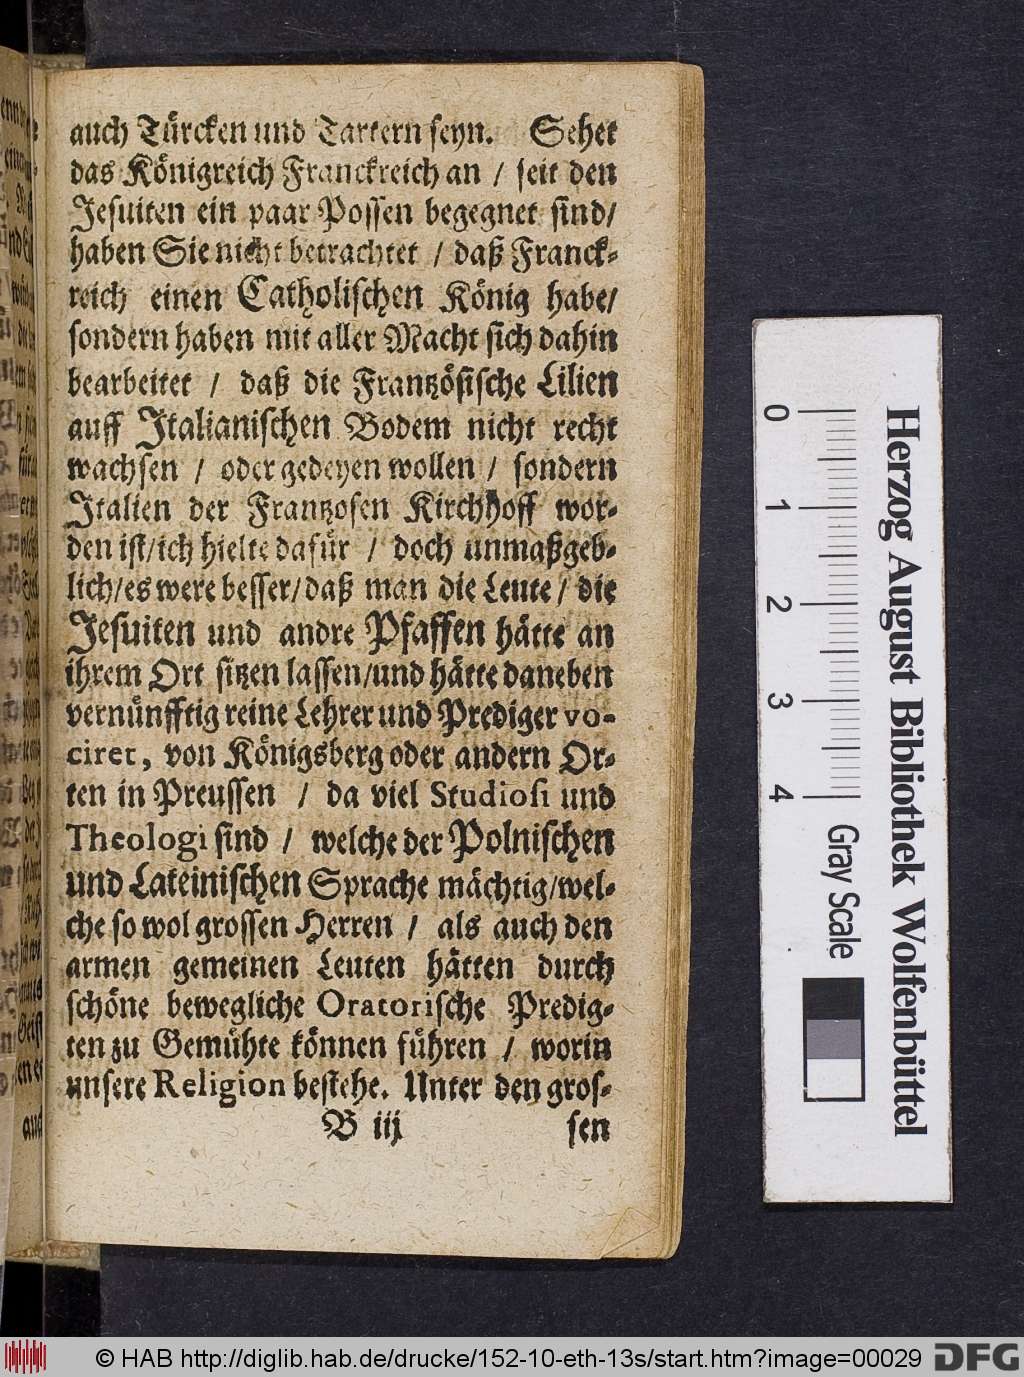 auch Türcken und Tartern seyn. Sehet
das Königreich Franckreich an / seit den
Jesuiten ein paar Possen begegnet sind/
haben Sie nicht betrachtet / daß Franck-
reich einen Catholischen König habe/
sondern haben mit aller Macht sich dahin
bearbeitet / daß die Frantzösische Lilien
auff Italianischen Bodem nicht recht
wachsen / oder gedeyen wollen / sondern
Italien der Frantzosen Kirchhoff wor-
den ist/ich hielte dafür / doch unmaßgeb-
lich/es were besser/daß man die Leute/ die
Jesuiten und andre Pfaffen hätte an
ihrem Ort sitzen lassen/und hätte daneben
vernünfftig reine Lehrer und Prediger vo-
ciret, von Königsberg oder andern Or-
ten in Preussen / da viel Studiosi und
Theologi sind / welche der Polnischen
und Lateinischen Sprache mächtig/wel-
che so wol grossen Herren / als auch den
armen gemeinen Leuten hätten durch
schöne bewegliche Oratorische Predig-
ten zu Gemühte können führen / worin
unsere Religion bestehe. Unter den gros-
B iij sen
0 1 2 3 4 Gray Scale
Herzog August Bibliothek Wolfenbüttel
© HAB http://diglib.hab.de/drucke/152-10-eth-13s/start.htm?image=00029 DFG